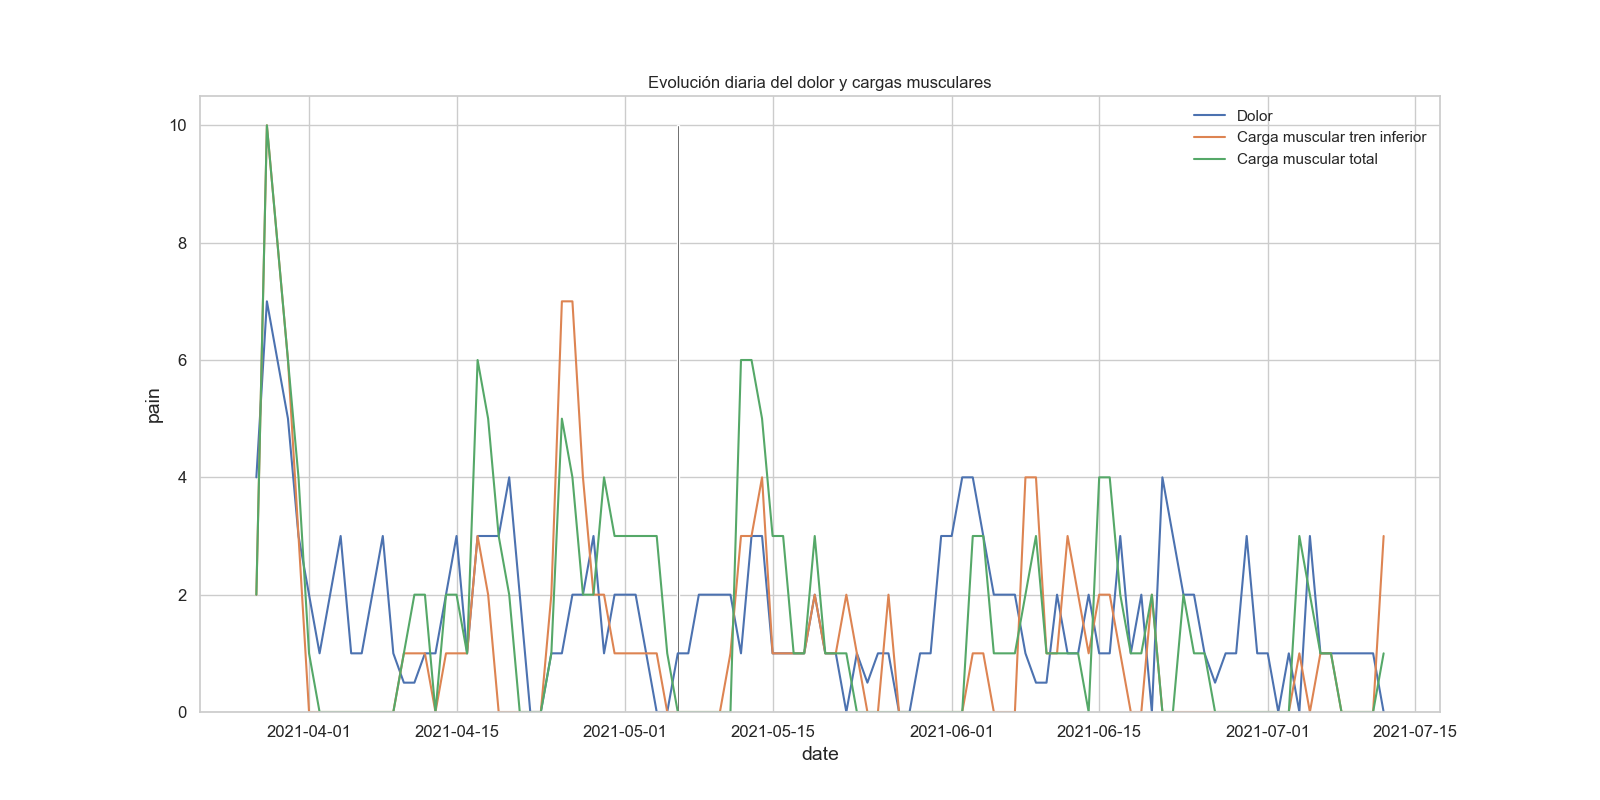 Evolución diaria del dolor y cargas musculares
10
8
6
4
2
0
pain
Dolor
Carga muscular tren inferior
Carga muscular total
2021-04-01
2021-04-15
2021-05-01
2021-05-15
2021-06-01
2021-06-15
2021-07-01
2021-07-15
date